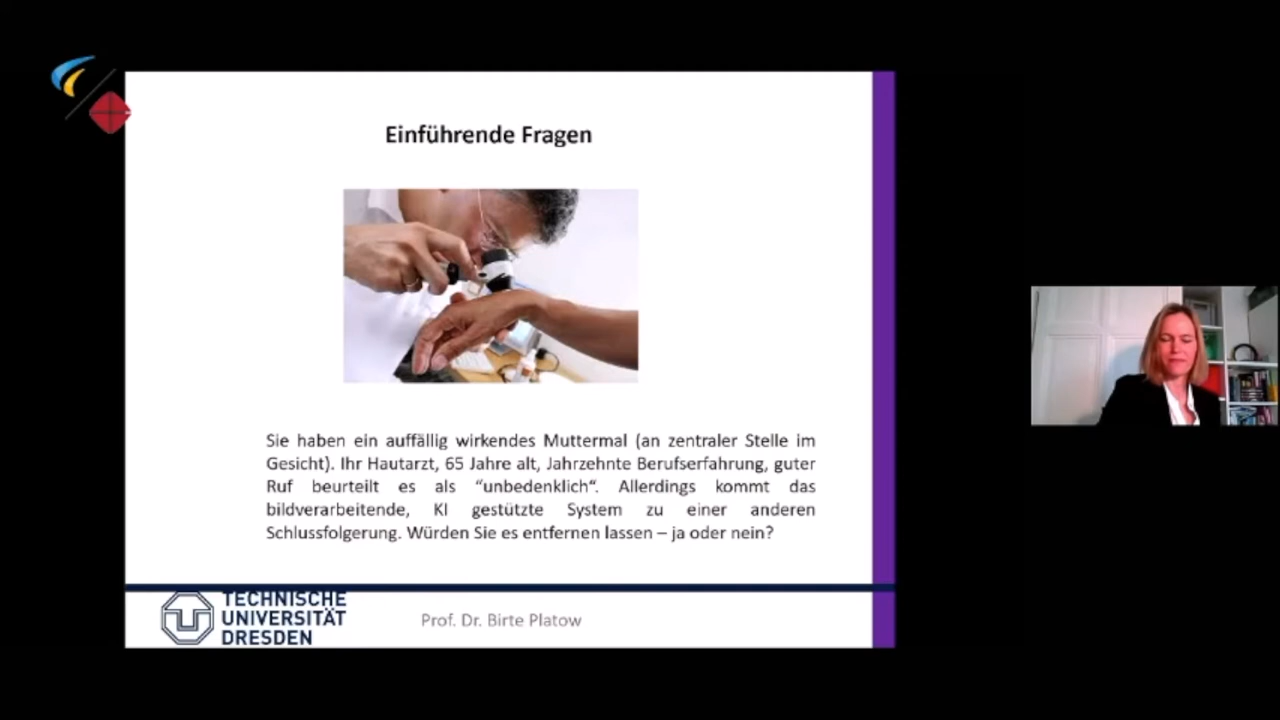 Einführende Fragen
Sie haben ein auffällig wirkendes Muttermal (an zentraler Stelle im
Gesicht). Ihr Hautarzt, 65 Jahre alt, Jahrzehnte Berufserfahrung, guter
Ruf beurteilt es als “unbedenklich“. Allerdings kommt das
bildverarbeitende, KI gestützte System zu einer anderen
Schlussfolgerung. Würden Sie es entfernen lassen – ja oder nein?
TECHNISCHE
UNIVERSITÄT
DRESDEN
Prof. Dr. Birte Platow